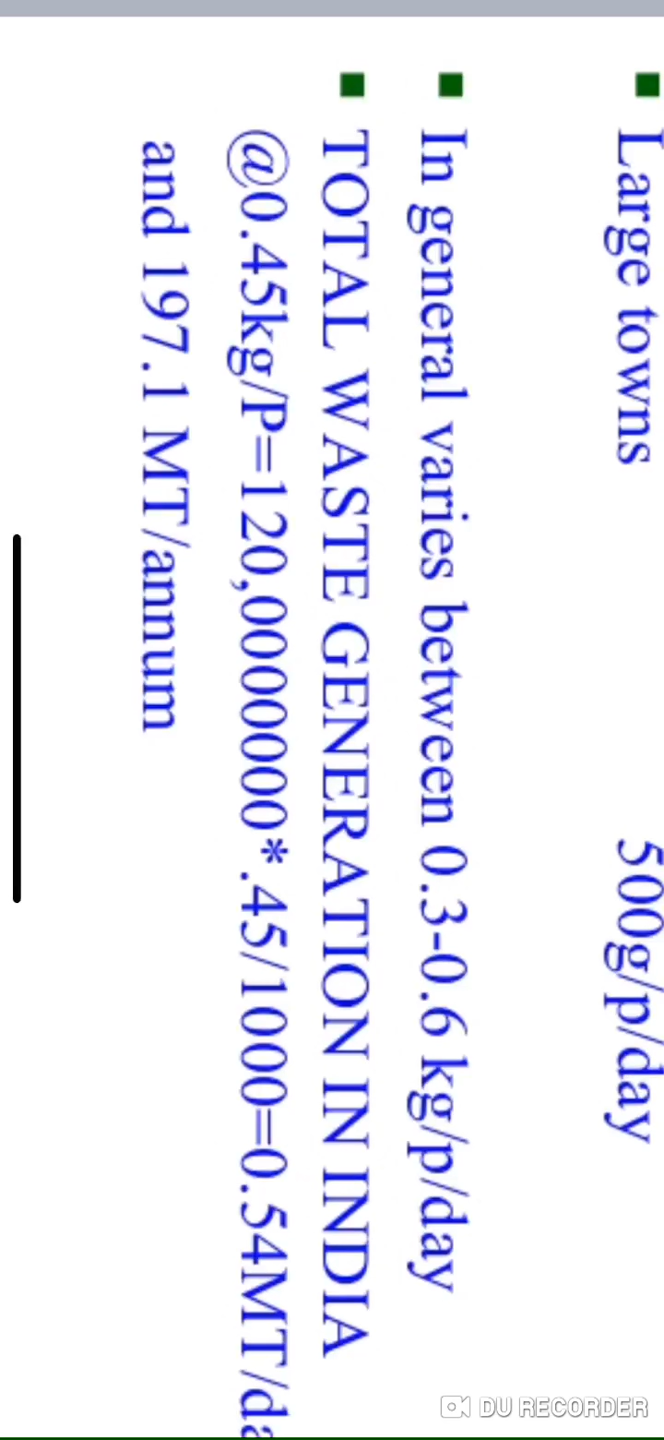 Large towns 500g/p/day
In general varies between 0.3-0.6 kg/p/day
TOTAL WASTE GENERATION IN INDIA
@0.45kg/P=120,0000000*.45/1000=0.54MT/da
and 197.1 MT/annum
DU RECORDER